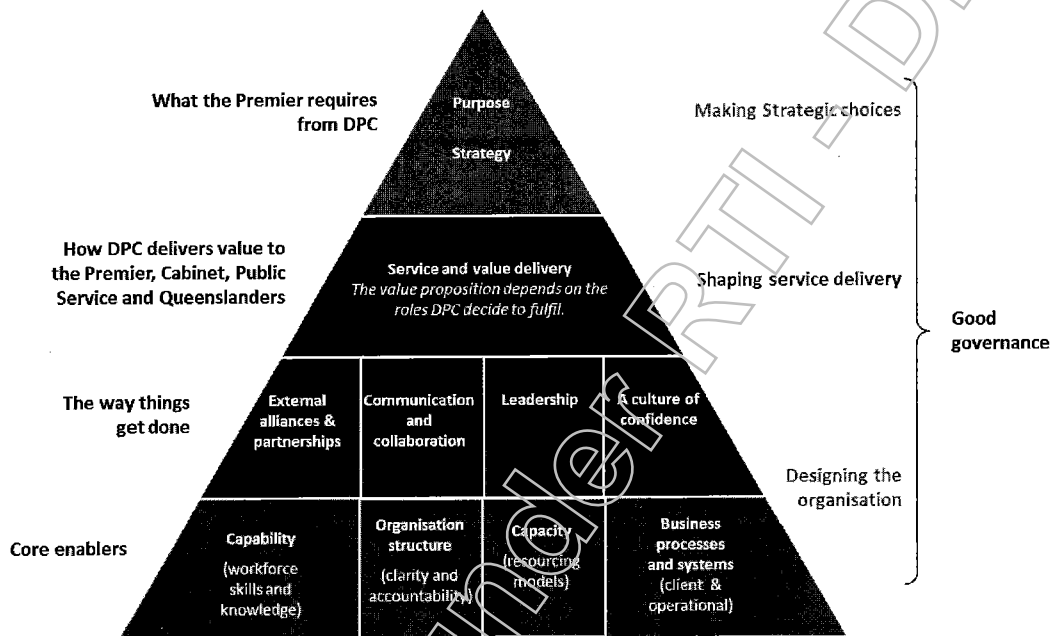 What the Premier requires
from DPC
Purpose
Strategy
Making Strategic choices
How DPC delivers value to
the Premier, Cabinet, Public
Service and Queenslanders
Service and value delivery
The value proposition depends on the
roles DPC decide to fulfil.
Shaping service delivery
Good
governance
The way things
get done
External
alliances &
partnerships
Communication
and
collaboration
Leadership
A culture of
confidence
Designing the
organisation
Core enablers
Capability
(workforce
skills and
knowledge)
Organisation
structure
(clarity and
accountability)
Capacity
(resourcing
models)
Business
processes
and systems
(client &
operational)
under RTI - D